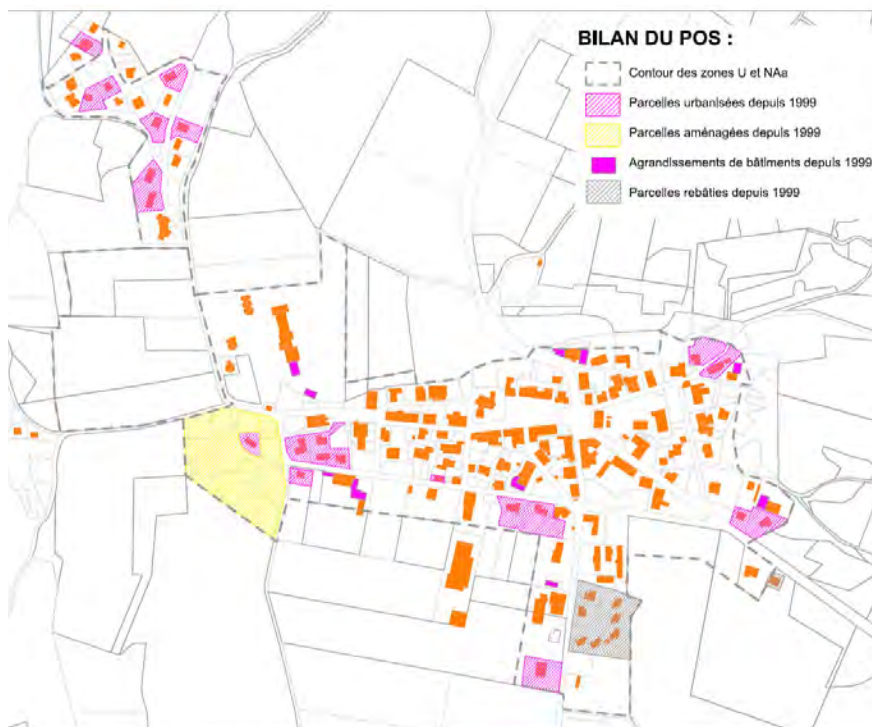 BILAN DU POS :
Contour des zones U et NAa
Parcelles urbanisées depuis 1999
Parcelles aménagées depuis 1999
Agrandissements de bâtiments depuis 1999
Parcelles rebâties depuis 1999